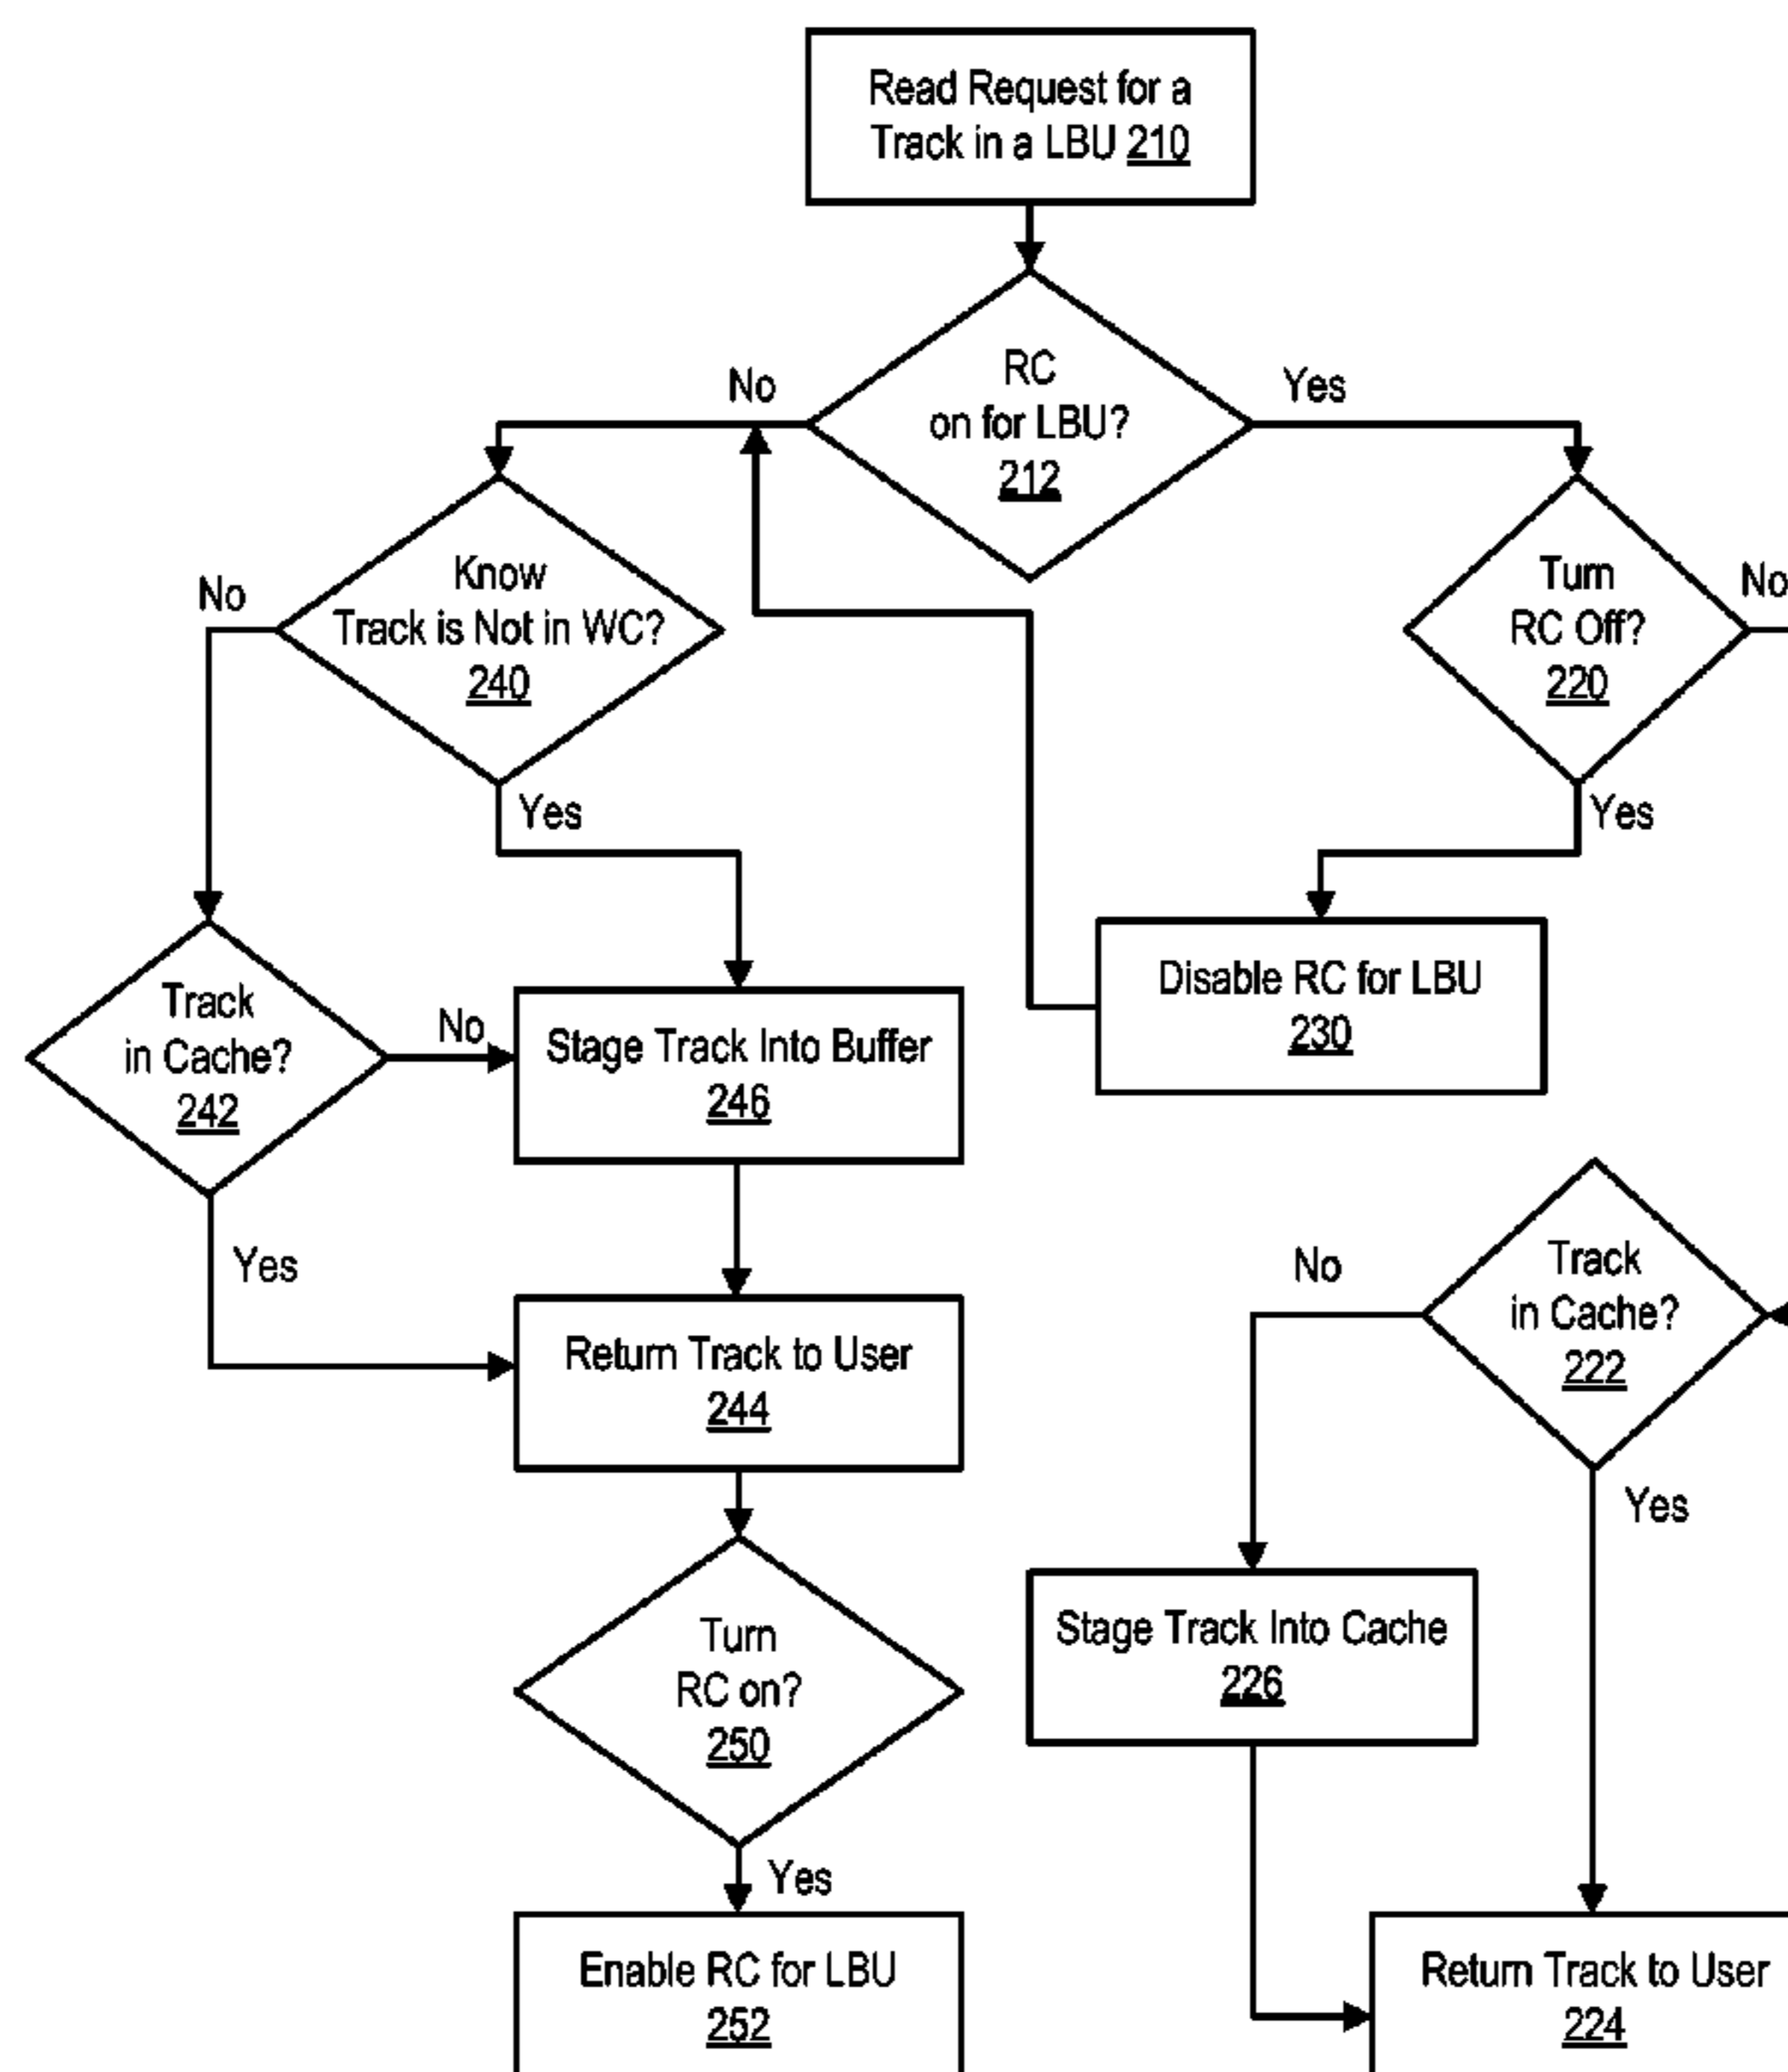 Read Request for a
Track in a LBU 210
RC
on for LBU?
212
No
Yes
Know
Track is Not in WC?
240
No
Yes
Turn
RC Off?
220
No
Yes
Disable RC for LBU
230
Track
in Cache?
242
No
Yes
Stage Track Into Buffer
246
Return Track to User
244
Track
in Cache?
222
No
Yes
Turn
RC on?
250
Yes
Stage Track Into Cache
226
Enable RC for LBU
252
Return Track to User
224